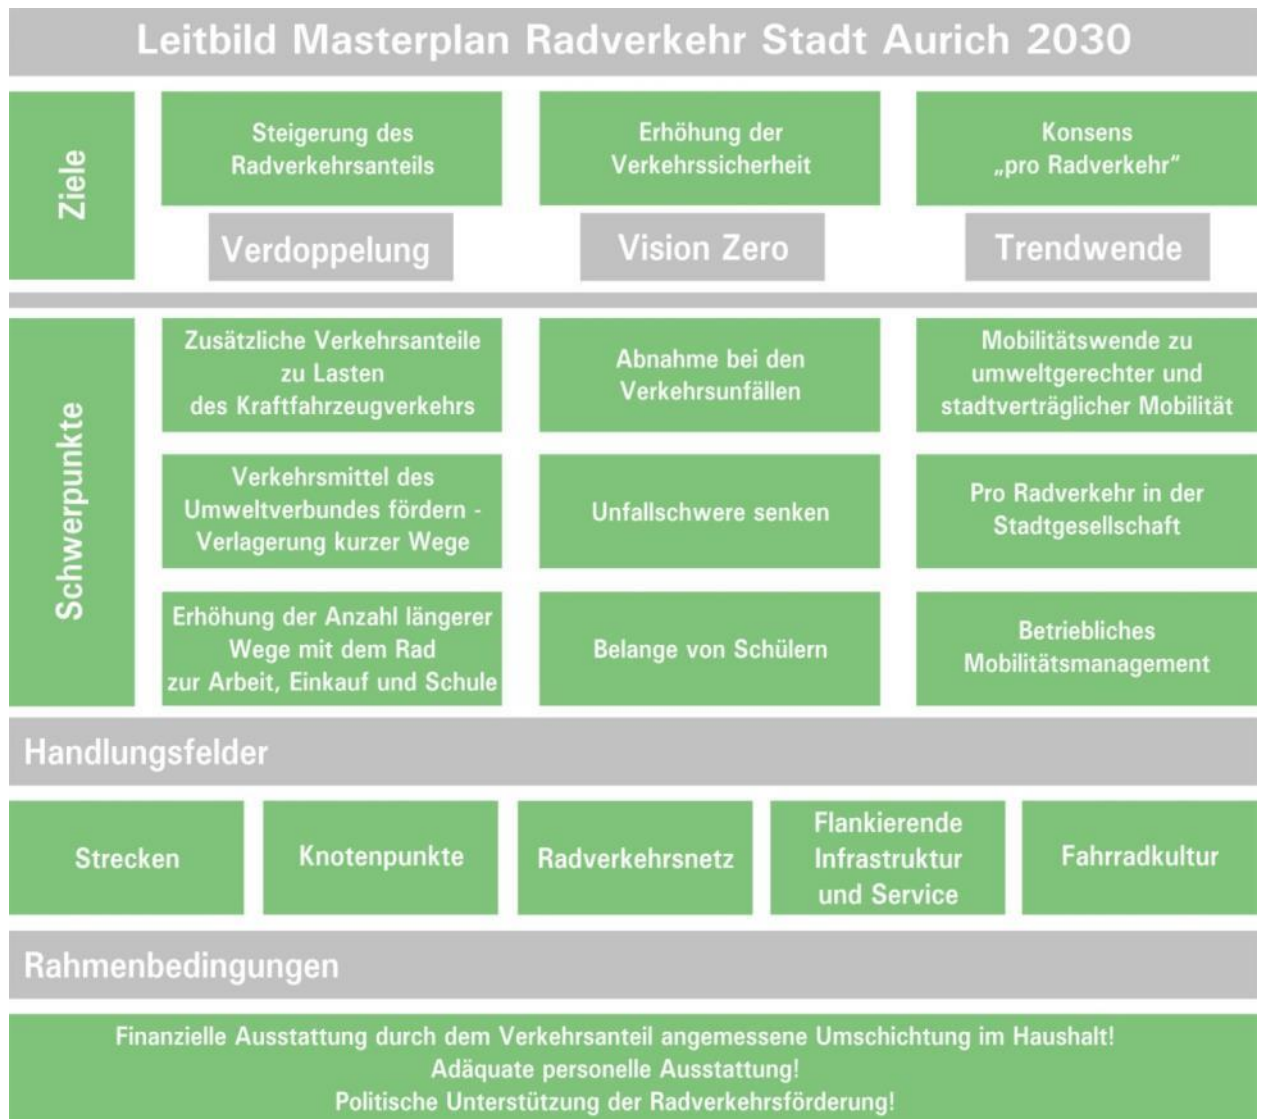 Leitbild Masterplan Radverkehr Stadt Aurich 2030
Ziele
Steigerung des
Radverkehrsanteils
Verdoppelung
Erhöhung der
Verkehrssicherheit
Vision Zero
Konsens
„pro Radverkehr“
Trendwende
Schwerpunkte
Zusätzliche Verkehrsanteile
zu Lasten
des Kraftfahrzeugverkehrs
Abnahme bei den
Verkehrsunfällen
Mobilitätswende zu
umweltgerechter und
stadtverträglicher Mobilität
Verkehrsmittel des
Umweltverbundes fördern -
Verlagerung kurzer Wege
Unfallschwere senken
Pro Radverkehr in der
Stadtgesellschaft
Erhöhung der Anzahl längerer
Wege mit dem Rad
zur Arbeit, Einkauf und Schule
Belange von Schülern
Betriebliches
Mobilitätsmanagement
Handlungsfelder
Strecken
Knotenpunkte
Radverkehrsnetz
Flankierende
Infrastruktur
und Service
Fahrradkultur
Rahmenbedingungen
Finanzielle Ausstattung durch dem Verkehrsanteil angemessene Umschichtung im Haushalt!
Adäquate personelle Ausstattung!
Politische Unterstützung der Radverkehrsförderung!